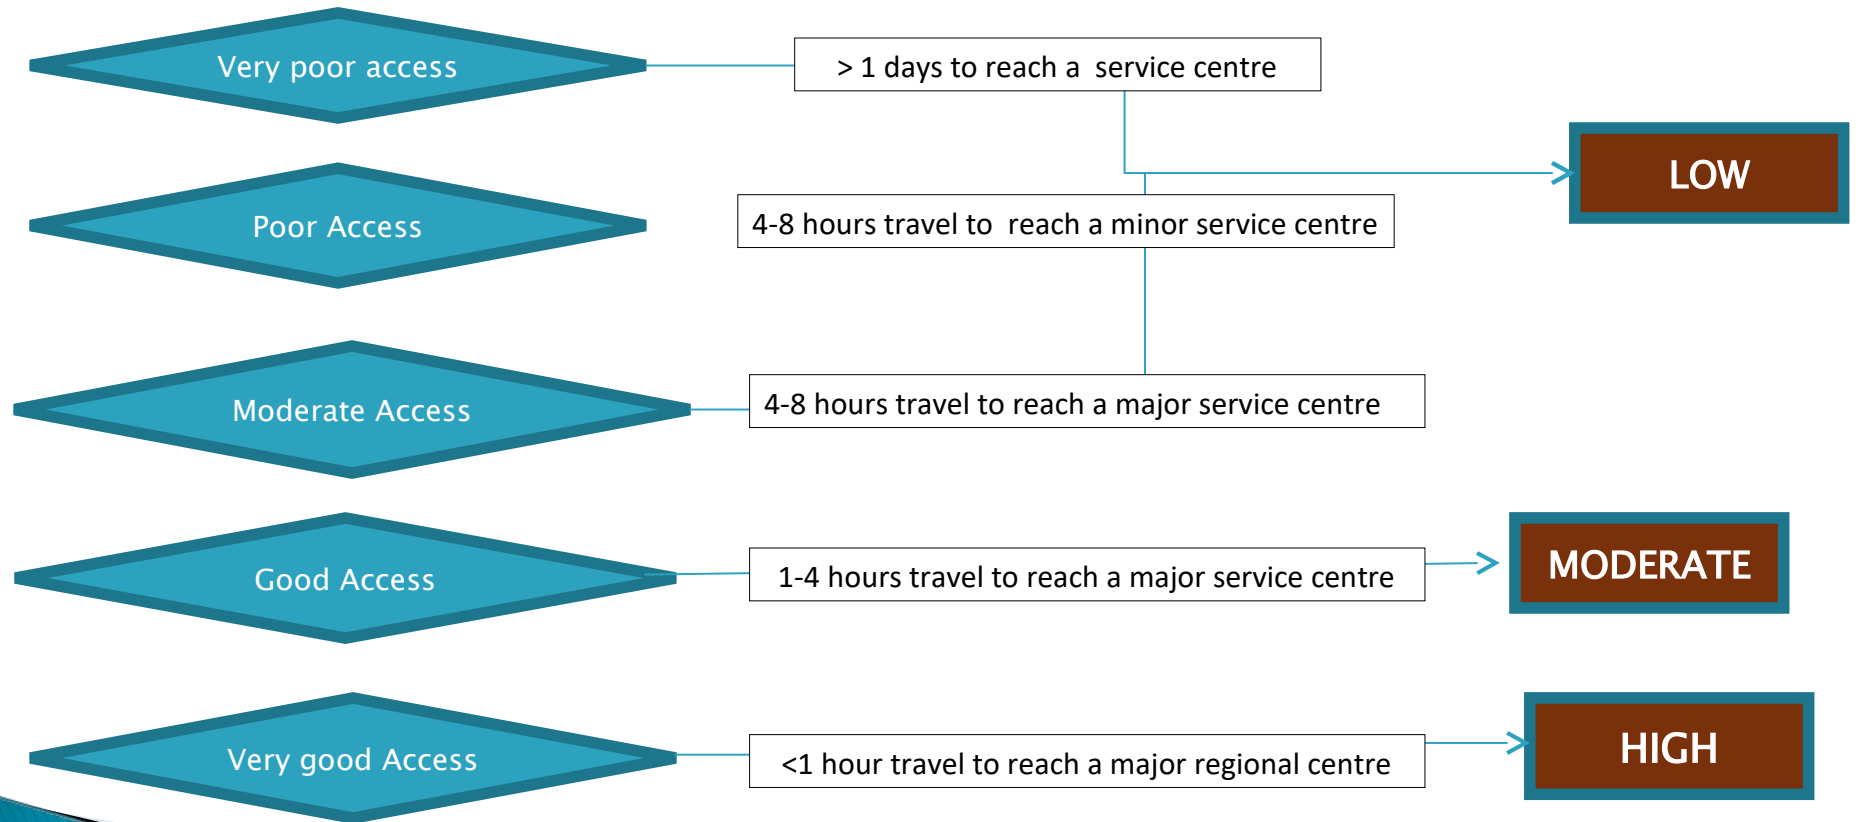 Very poor access
> 1 days to reach a service centre
LOW
Poor Access
4-8 hours travel to reach a minor service centre
Moderate Access
4-8 hours travel to reach a major service centre
Good Access
1-4 hours travel to reach a major service centre
MODERATE
Very good Access
<1 hour travel to reach a major regional centre
HIGH